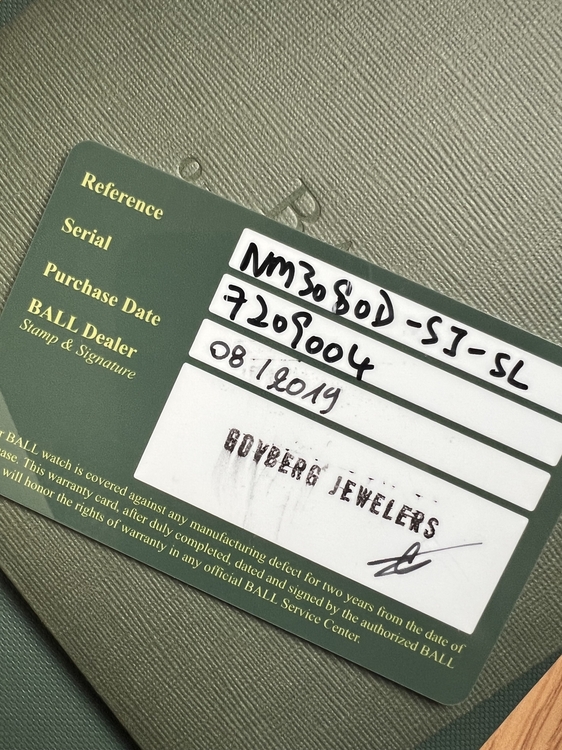 Reference NM3080D-SJ-SL
Serial 7209004
Purchase Date 08/2019
BALL Dealer
Stamp & Signature
GOVBERG JEWELERS
BALL watch is covered against any manufacturing defect for two years from the date of
This warranty card, after duly completed, dated and signed by the authorized BALL
will honor the rights of warranty in any official BALL Service Center.